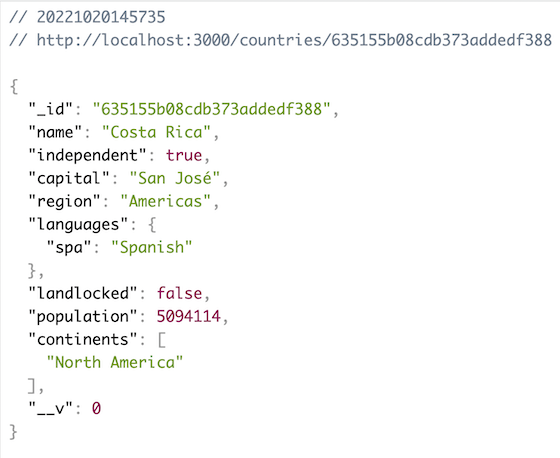 // 20221020145735
// http://localhost:3000/countries/635155b08cdb373addedf388
{
"_id": "635155b08cdb373addedf388",
"name": "Costa Rica",
"independent": true,
"capital": "San José",
"region": "Americas",
"languages": {
"spa": "Spanish"
},
"landlocked": false,
"population": 5094114,
"continents": [
"North America"
],
"__v": 0
}